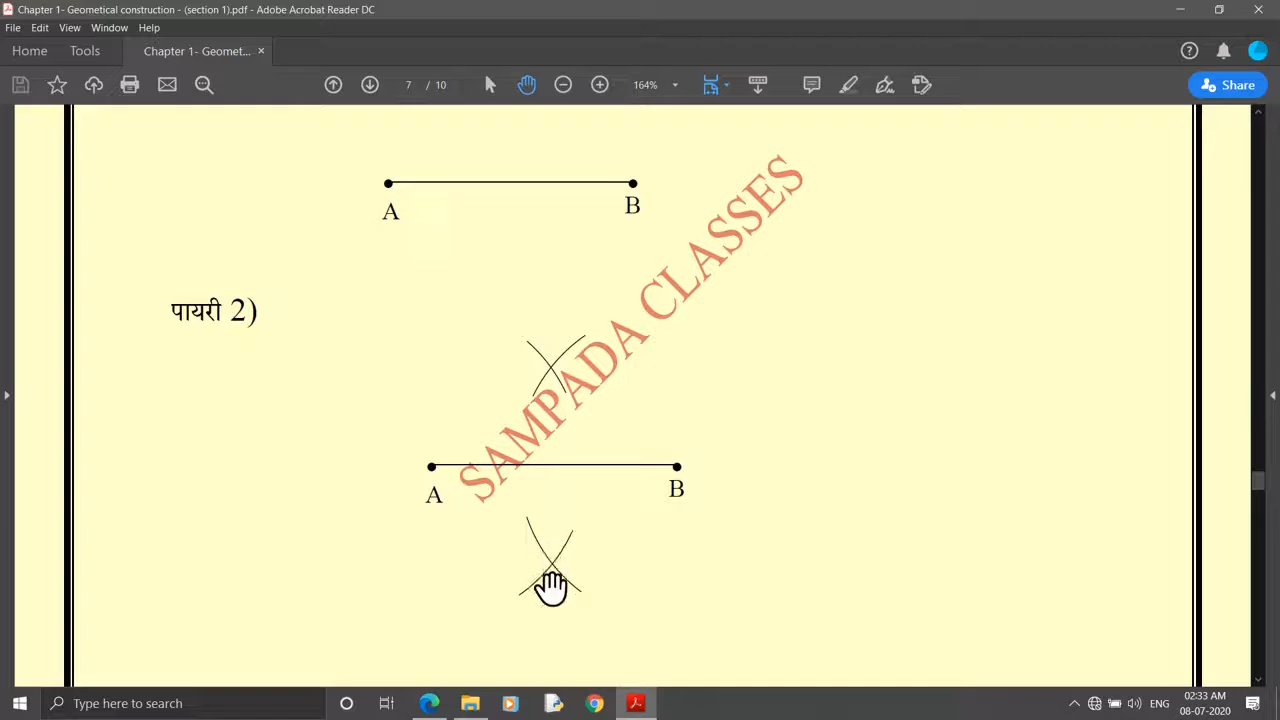 Chapter 1- Geometical construction - (section 1).pdf - Adobe Acrobat Reader DC
File Edit View Window Help
Home Tools Chapter 1- Geomet... ×
7 / 10 164% Share
A B
पायरी 2)
SAMPADA CLASSES
A B
Type here to search
ENG
02:33 AM
08-07-2020